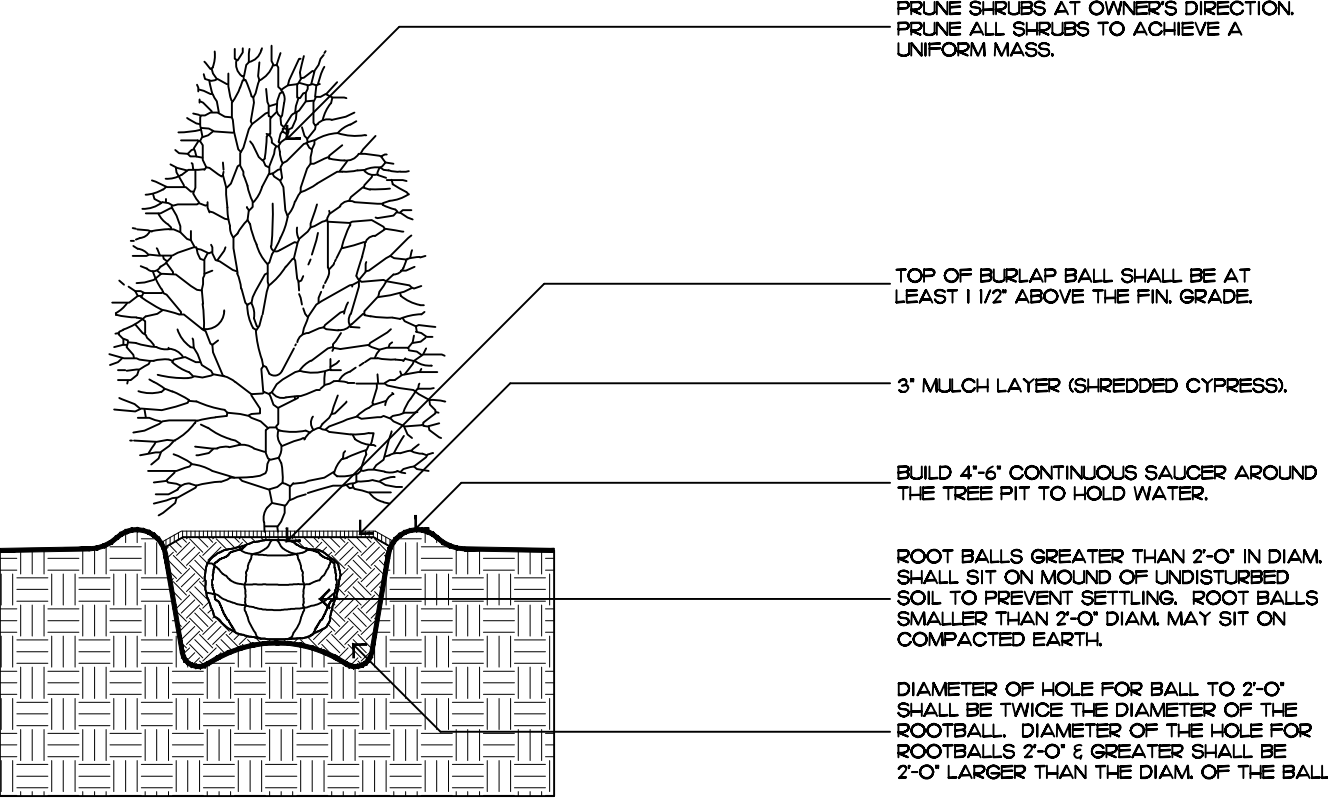 PRUNE SHRUBS AT OWNER'S DIRECTION.
PRUNE ALL SHRUBS TO ACHIEVE A
UNIFORM MASS.
TOP OF BURLAP BALL SHALL BE AT
LEAST 1 1/2" ABOVE THE FIN. GRADE.
3" MULCH LAYER (SHREDDED CYPRESS).
BUILD 4"-6" CONTINUOUS SAUCER AROUND
THE TREE PIT TO HOLD WATER.
ROOT BALLS GREATER THAN 2'-0" IN DIAM.
SHALL SIT ON MOUND OF UNDISTURBED
SOIL TO PREVENT SETTLING. ROOT BALLS
SMALLER THAN 2'-0" DIAM. MAY SIT ON
COMPACTED EARTH.
DIAMETER OF HOLE FOR BALL TO 2'-0"
SHALL BE TWICE THE DIAMETER OF THE
ROOTBALL. DIAMETER OF THE HOLE FOR
ROOTBALLS 2'-0" & GREATER SHALL BE
2'-0" LARGER THAN THE DIAM. OF THE BALL